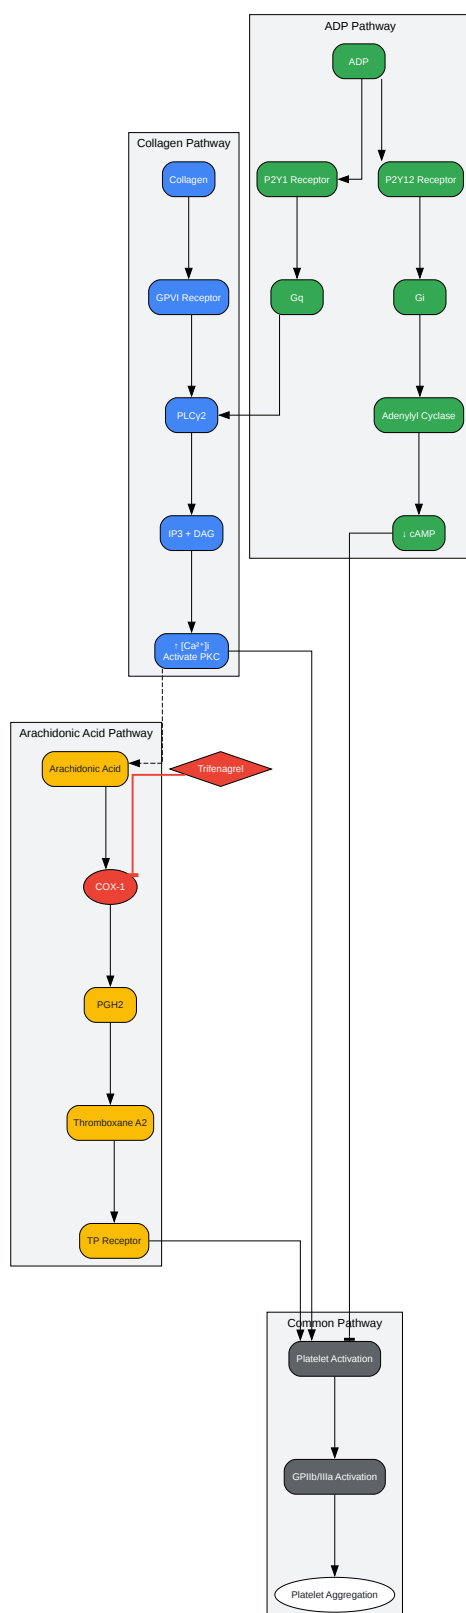 ADP Pathway
ADP
Collagen Pathway
Collagen
P2Y1 Receptor
P2Y12 Receptor
GPVI Receptor
Gq
Gi
PLCγ2
Adenylyl Cyclase
IP3 + DAG
↓ cAMP
↑ [Ca²⁺]i
Activate PKC
Arachidonic Acid Pathway
Arachidonic Acid
Trifenagrel
COX-1
PGH2
Thromboxane A2
TP Receptor
Common Pathway
Platelet Activation
GPIIb/IIIa Activation
Platelet Aggregation